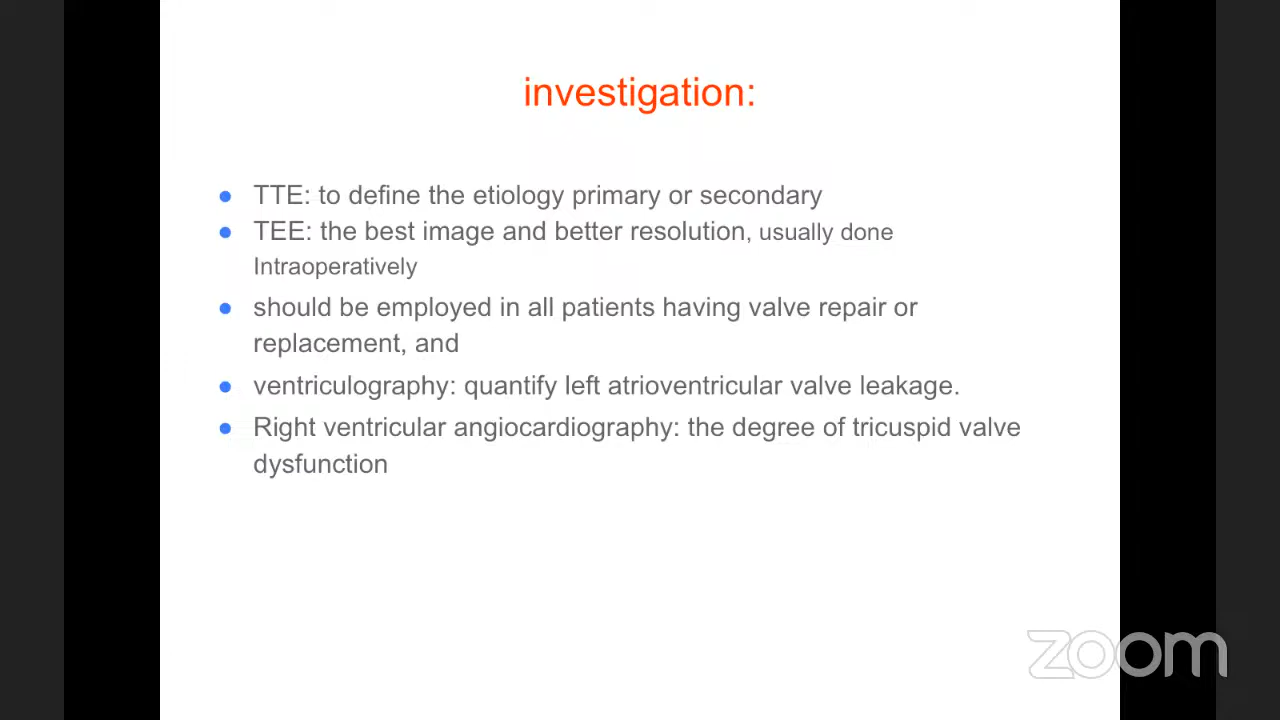 investigation:
● TTE: to define the etiology primary or secondary
● TEE: the best image and better resolution, usually done
Intraoperatively
● should be employed in all patients having valve repair or
replacement, and
● ventriculography: quantify left atrioventricular valve leakage.
● Right ventricular angiocardiography: the degree of tricuspid valve
dysfunction
zoom